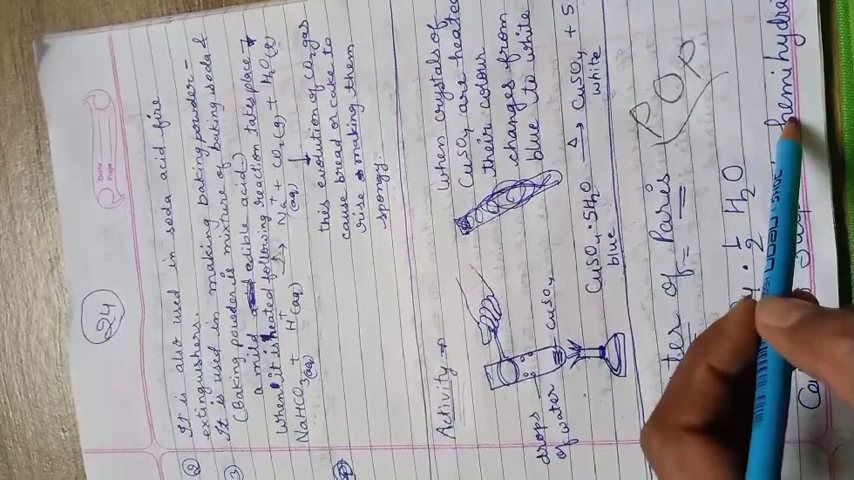 Date
Page
24
② It is also used in soda acid fire
extinguishers.
③ It is used in making baking powder -
(Baking powder is mixture of baking soda &
a mild edible acid)
When it is heated following reaction takes place →
NaHCO3(aq) + H+(aq) Δ→ Na+(aq) + CO2(g) + H2O(l)
this evolution of CO2 gas
cause bread or cake to
rise making them
spongy.
Activity →
drops
of water
CuSO4
When crystals of
CuSO4 are heated
their colour
changes from
blue to white
CuSO4·5H2O Δ→ CuSO4 + 5
blue white
ter of Paris POP
4 · 1/2 H2O
hemihydra